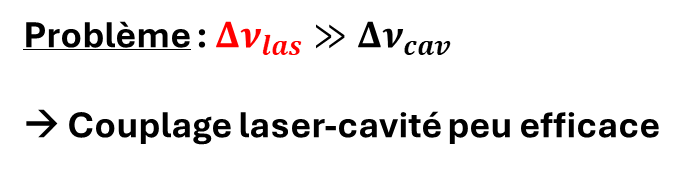 Problème : Δν_las ≫ Δν_cav
→ Couplage laser-cavité peu efficace